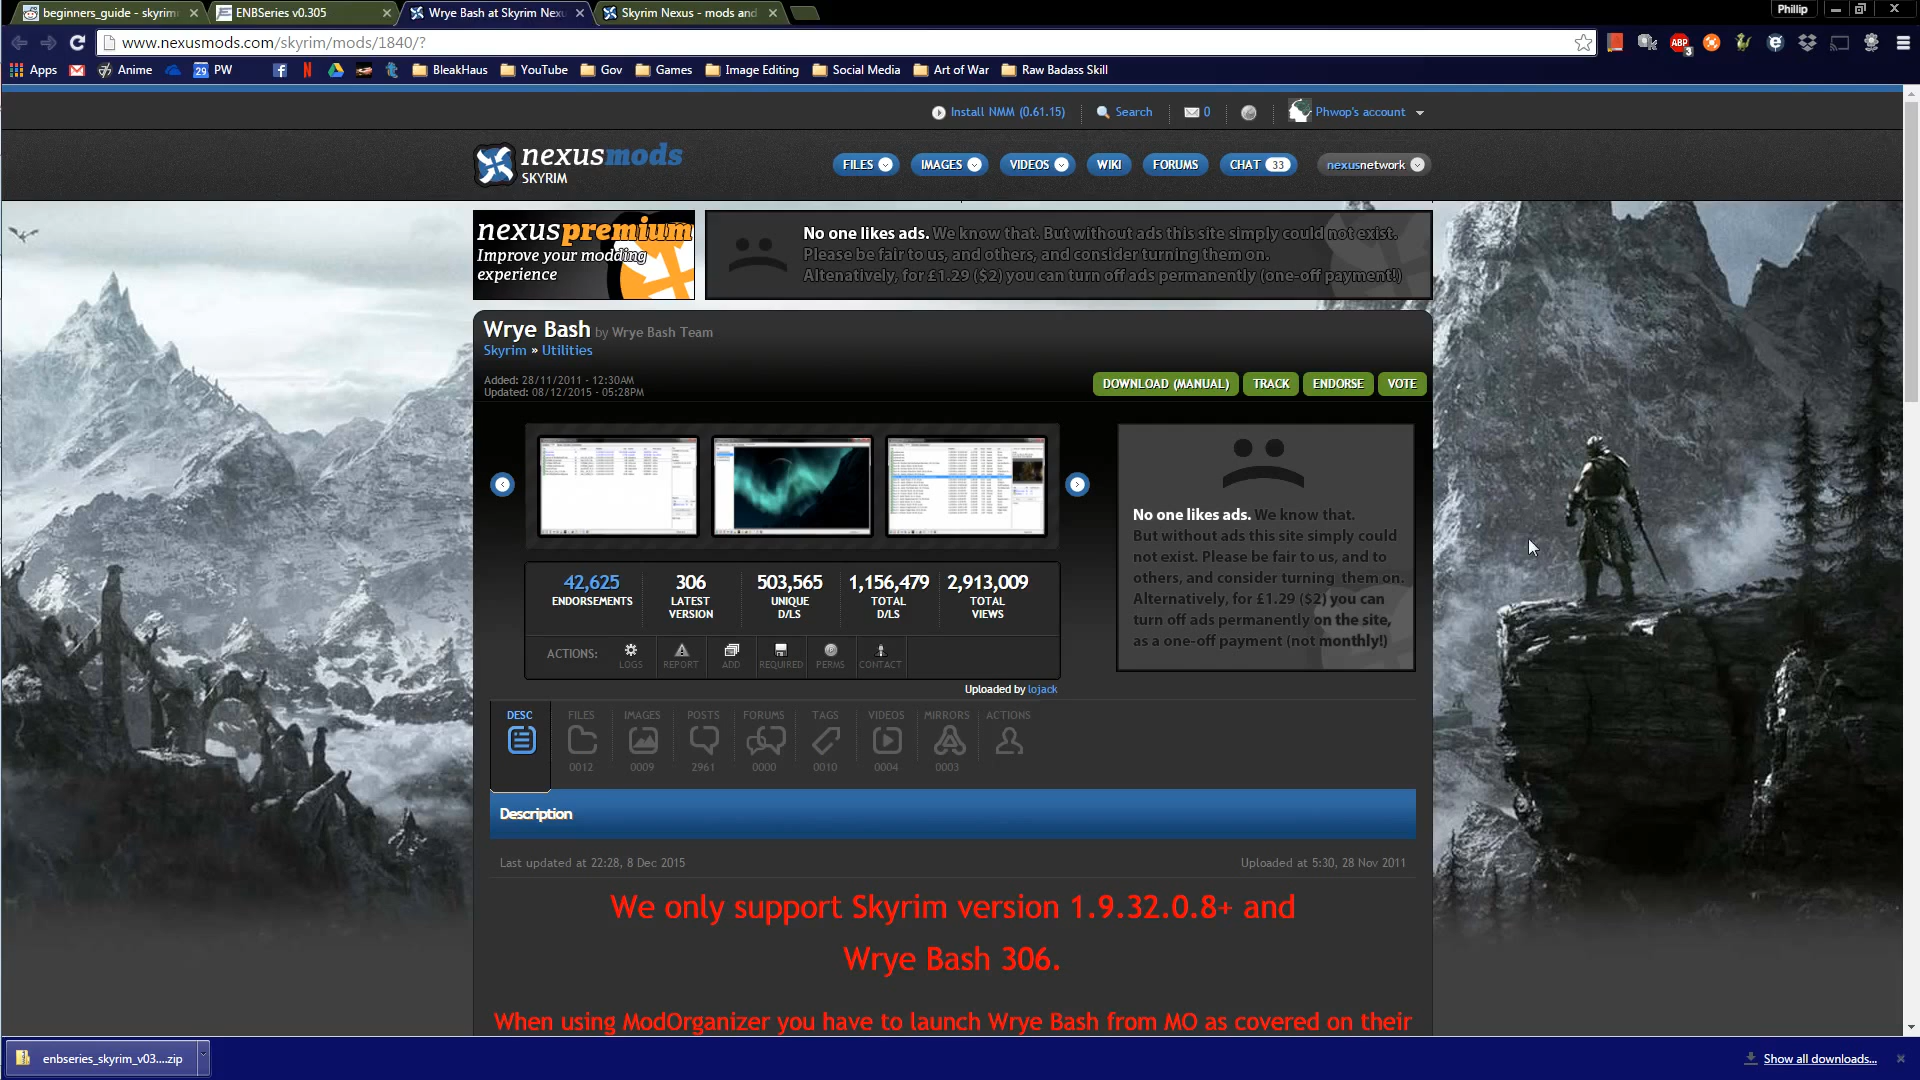 beginners_guide - skyrim
ENBSeries v0.305
Wrye Bash at Skyrim Nexu
Skyrim Nexus - mods and
Phillip
www.nexusmods.com/skyrim/mods/1840/?
ABP
3
Apps
Anime
29
PW
BleakHaus
YouTube
Gov
Games
Image Editing
Social Media
Art of War
Raw Badass Skill
Install NMM (0.61.15)
Search
0
Phwop's account
nexusmods
SKYRIM
FILES
IMAGES
VIDEOS
WIKI
FORUMS
CHAT 33
nexusnetwork
nexuspremium
Improve your modding
experience
No one likes ads. We know that. But without ads this site simply could not exist.
Please be fair to us, and others, and consider turning them on.
Altenatively, for £1.29 ($2) you can turn off ads permanently (one-off payment!)
Wrye Bash by Wrye Bash Team
Skyrim » Utilities
Added: 28/11/2011 - 12:30AM
Updated: 08/12/2015 - 05:28PM
DOWNLOAD (MANUAL)
TRACK
ENDORSE
VOTE
No one likes ads. We know that.
But without ads this site simply could
not exist. Please be fair to us, and to
others, and consider turning them on.
Alternatively, for £1.29 ($2) you can
turn off ads permanently on the site,
as a one-off payment (not monthly!)
42,625
ENDORSEMENTS
306
LATEST
VERSION
503,565
UNIQUE
D/LS
1,156,479
TOTAL
D/LS
2,913,009
TOTAL
VIEWS
ACTIONS:
LOGS
REPORT
ADD
REQUIRED
PERMS
CONTACT
Uploaded by lojack
DESC
FILES
0012
IMAGES
0009
POSTS
2961
FORUMS
0000
TAGS
0010
VIDEOS
0004
MIRRORS
0003
ACTIONS
Description
Last updated at 22:28, 8 Dec 2015
Uploaded at 5:30, 28 Nov 2011
We only support Skyrim version 1.9.32.0.8+ and
Wrye Bash 306.
When using ModOrganizer you have to launch Wrye Bash from MO as covered on their
enbseries_skyrim_v03....zip
Show all downloads...